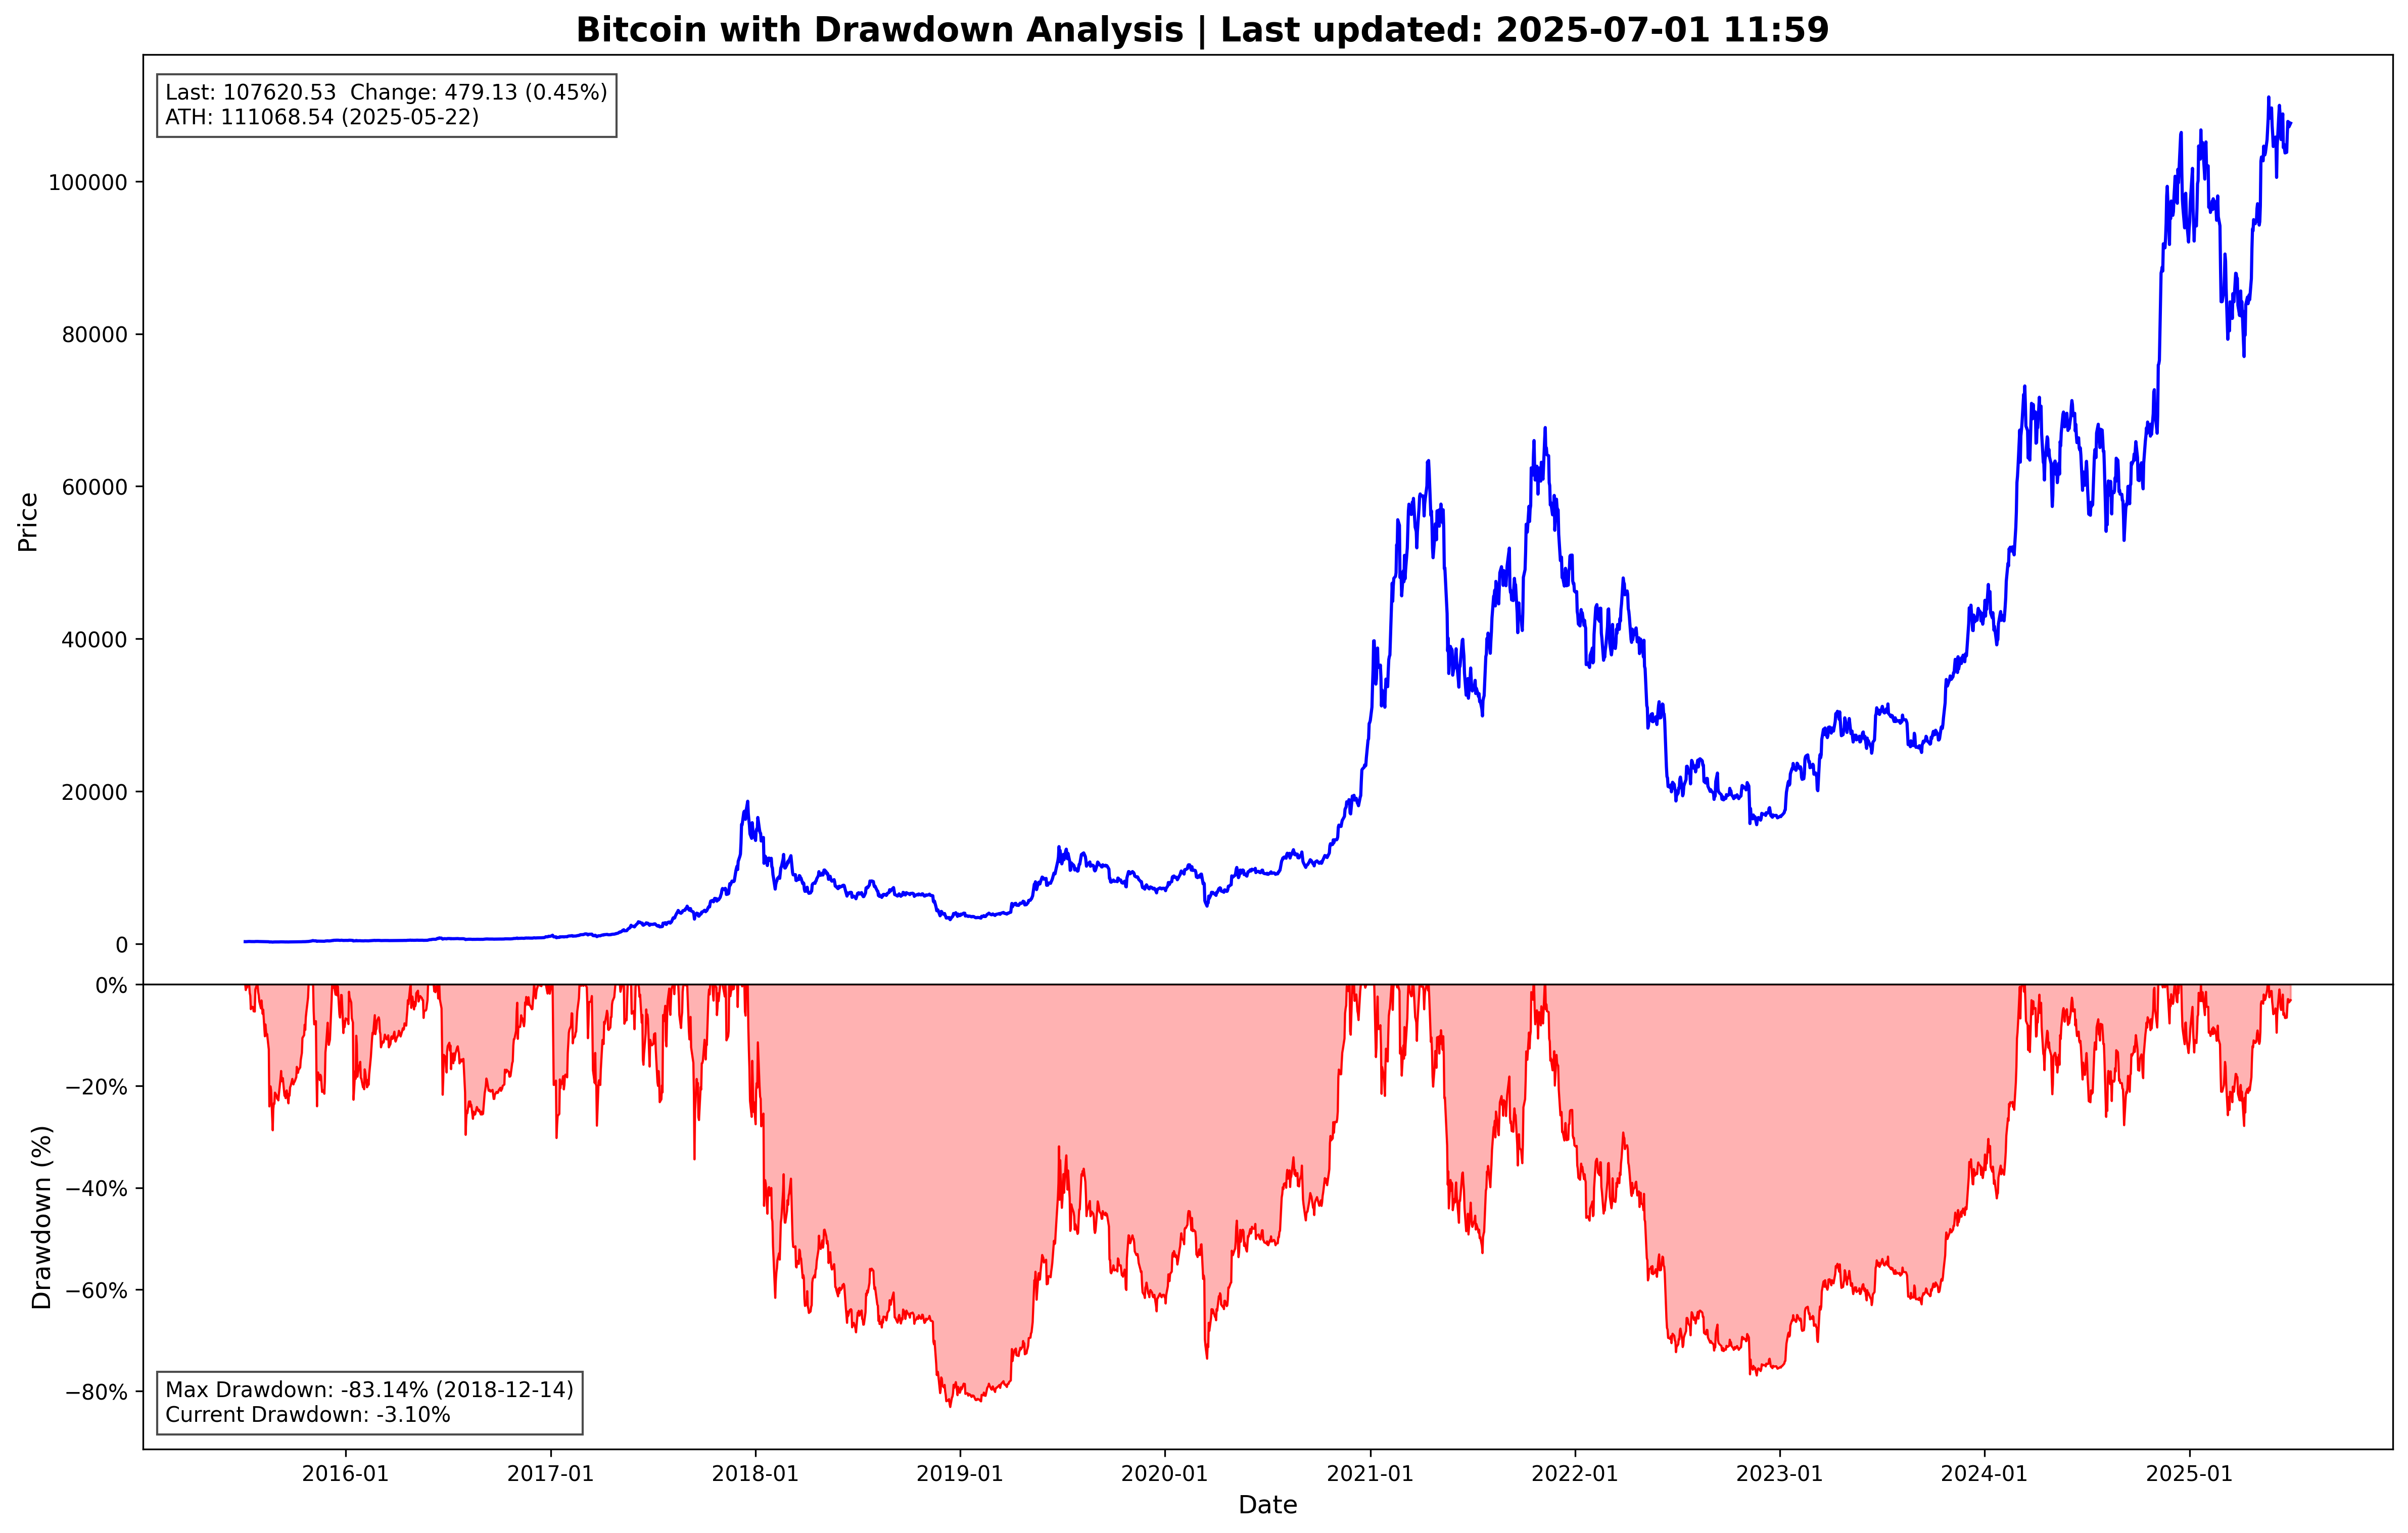 Bitcoin with Drawdown Analysis | Last updated: 2025-07-01 11:59
Last: 107620.53  Change: 479.13 (0.45%)
ATH: 111068.54 (2025-05-22)
Price
100000
80000
60000
40000
20000
0
0%
−20%
−40%
−60%
−80%
Drawdown (%)
Max Drawdown: -83.14% (2018-12-14)
Current Drawdown: -3.10%
2016-01 2017-01 2018-01 2019-01 2020-01 2021-01 2022-01 2023-01 2024-01 2025-01
Date